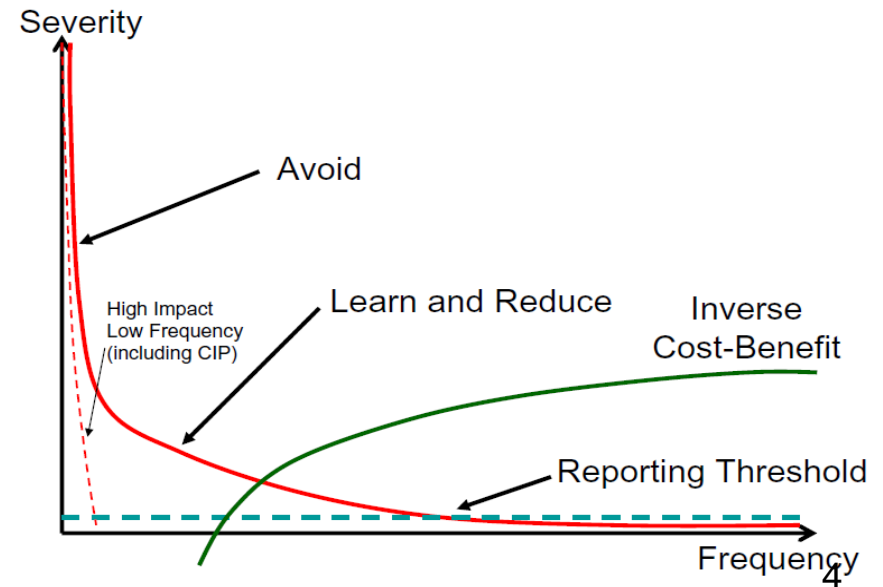 Severity
Avoid
High Impact
Low Frequency
(including CIP)
Learn and Reduce
Inverse
Cost-Benefit
Reporting Threshold
Frequency
4